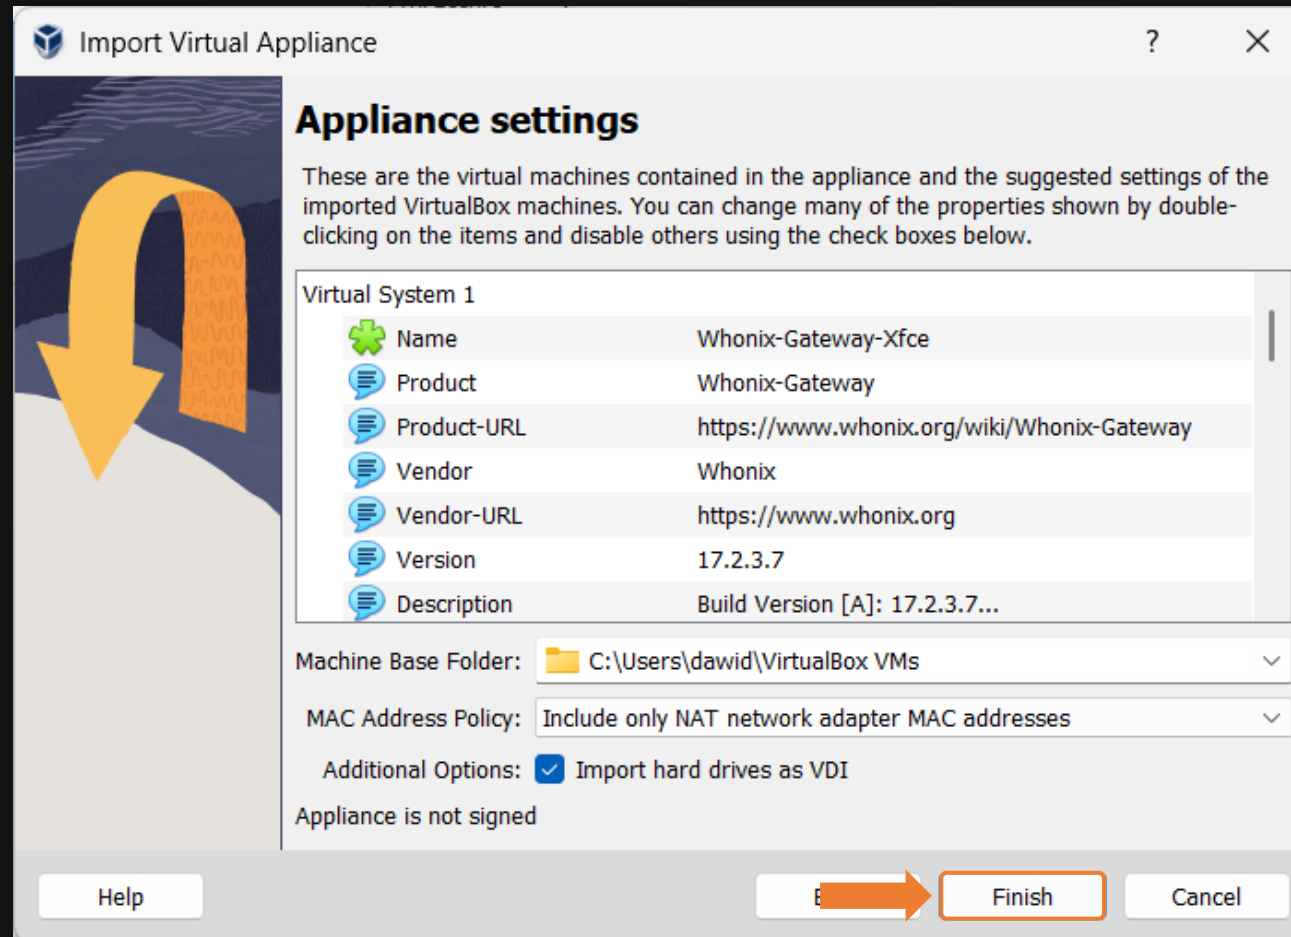 Import Virtual Appliance
?
Appliance settings
These are the virtual machines contained in the appliance and the suggested settings of the
imported VirtualBox machines. You can change many of the properties shown by double-
clicking on the items and disable others using the check boxes below.
Virtual System 1
Name Whonix-Gateway-Xfce
Product Whonix-Gateway
Product-URL https://www.whonix.org/wiki/Whonix-Gateway
Vendor Whonix
Vendor-URL https://www.whonix.org
Version 17.2.3.7
Description Build Version [A]: 17.2.3.7...
Machine Base Folder: C:\Users\dawid\VirtualBox VMs
MAC Address Policy: Include only NAT network adapter MAC addresses
Additional Options: Import hard drives as VDI
Appliance is not signed
Help Finish Cancel